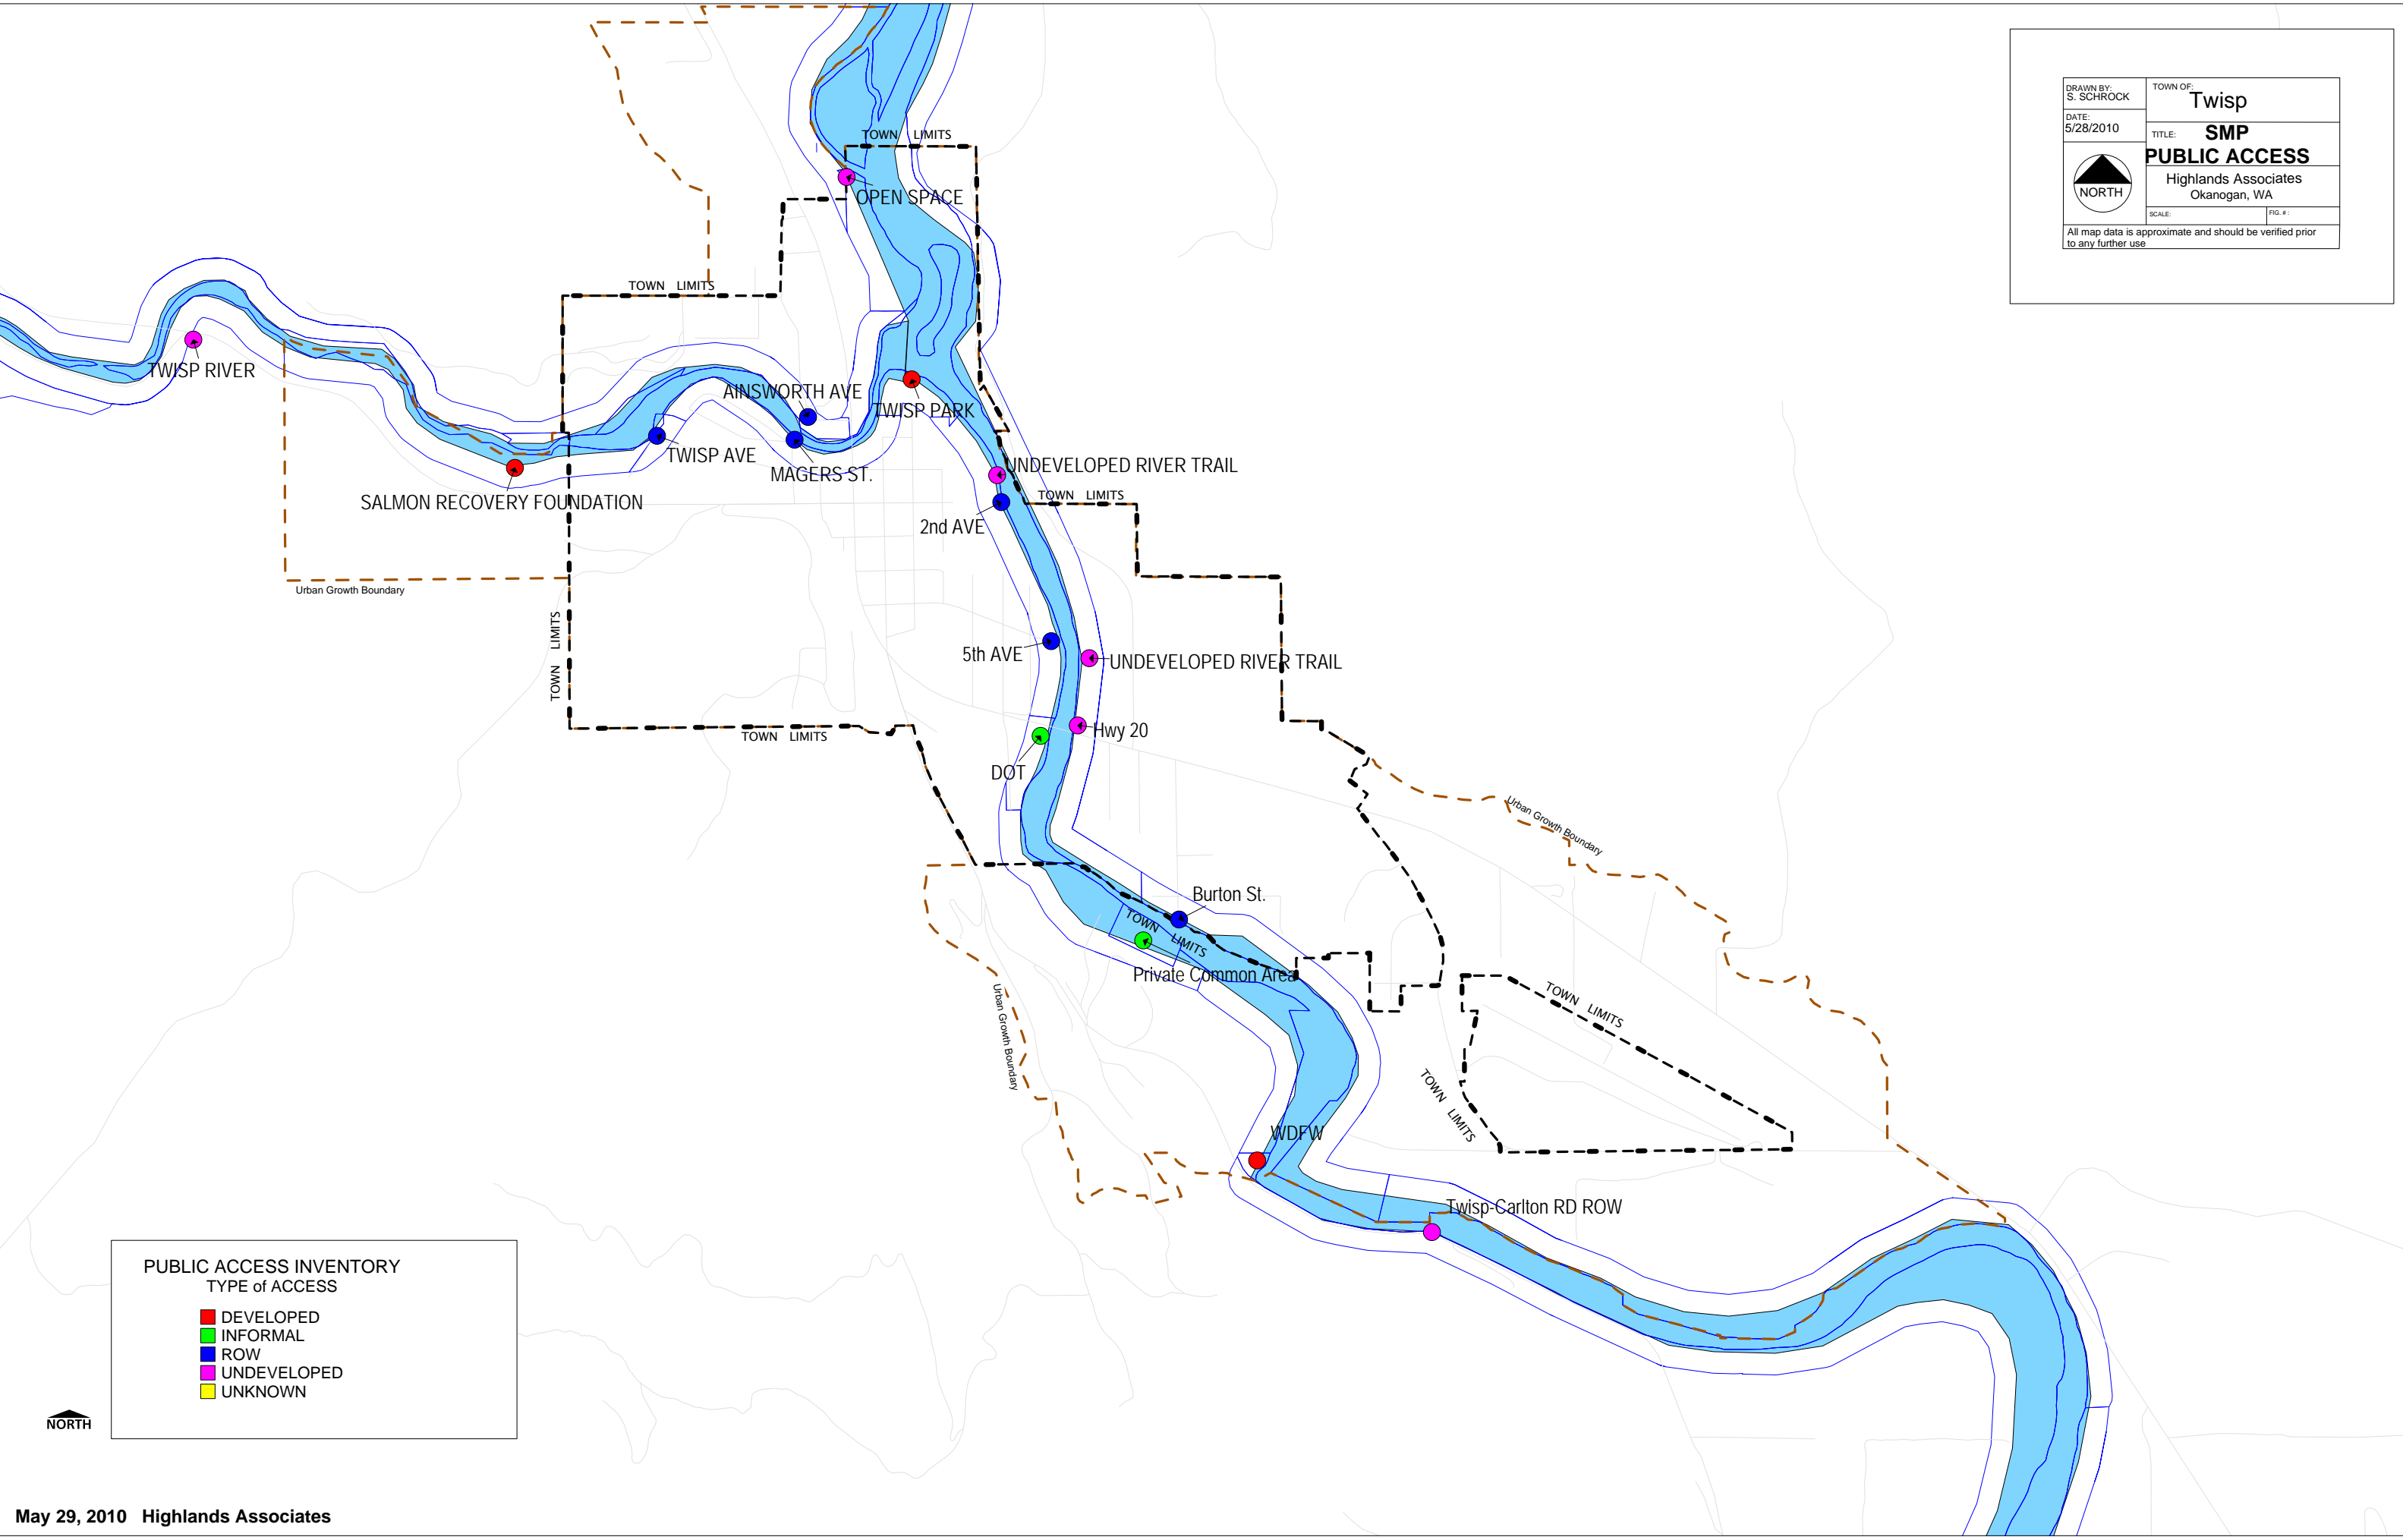 DRAWN BY:
S. SCHROCK
TOWN OF:
Twisp
DATE:
5/28/2010
TITLE: SMP
PUBLIC ACCESS
NORTH
Highlands Associates
Okanogan, WA
SCALE:
FIG. # :
All map data is approximate and should be verified prior
to any further use
TOWN LIMITS
OPEN SPACE
TOWN LIMITS
TWISP RIVER
AINSWORTH AVE
TWISP PARK
TWISP AVE
MAGERS ST.
UNDEVELOPED RIVER TRAIL
SALMON RECOVERY FOUNDATION
TOWN LIMITS
2nd AVE
Urban Growth Boundary
TOWN LIMITS
5th AVE
UNDEVELOPED RIVER TRAIL
TOWN LIMITS
Hwy 20
DOT
Urban Growth Boundary
Burton St.
TOWN LIMITS
Private Common Area
Urban Growth Boundary
TOWN LIMITS
TOWN LIMITS
WDFW
Twisp-Carlton RD ROW
PUBLIC ACCESS INVENTORY
TYPE of ACCESS
DEVELOPED
INFORMAL
ROW
UNDEVELOPED
UNKNOWN
NORTH
May 29, 2010 Highlands Associates